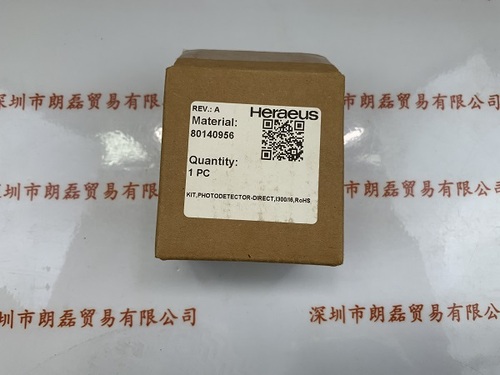 深圳市朗磊贸易有限公司
深圳市朗磊贸易有限公司
REV.: A
Heraeus
Material:
80140956
Quantity:
1 PC
KIT,PHOTODETECTOR-DIRECT,I300/I6,RoHS
深圳市朗磊贸易有限公司
深圳市朗磊贸易有限公司
圳市朗磊贸易有限公司
深圳市朗磊贸易有限公司